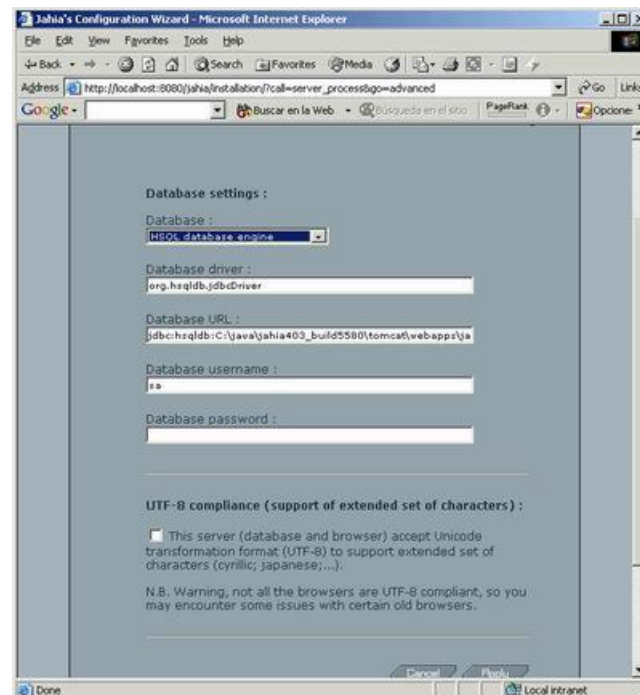 Jahia's Configuration Wizard - Microsoft Internet Explorer
File Edit View Favorites Tools Help
Back Search Favorites Media
Address http://localhost:8080/jahia/installation/?call=server_process&go=advanced Go Links
Google Buscar en la Web Búsqueda en el sitio PageRank Opciones
Database settings :
Database :
HSQL database engine
Database driver :
org.hsqldb.jdbcDriver
Database URL :
jdbc:hsqldb:C:\java\jahia403_build5580\tomcat\webapps\ja
Database username :
sa
Database password :
UTF-8 compliance (support of extended set of characters) :
This server (database and browser) accept Unicode
transformation format (UTF-8) to support extended set of
characters (cyrillic; japanese;...).
N.B. Warning, not all the browsers are UTF-8 compliant, so you
may encounter some issues with certain old browsers.
Cancel Apply
Done Local intranet